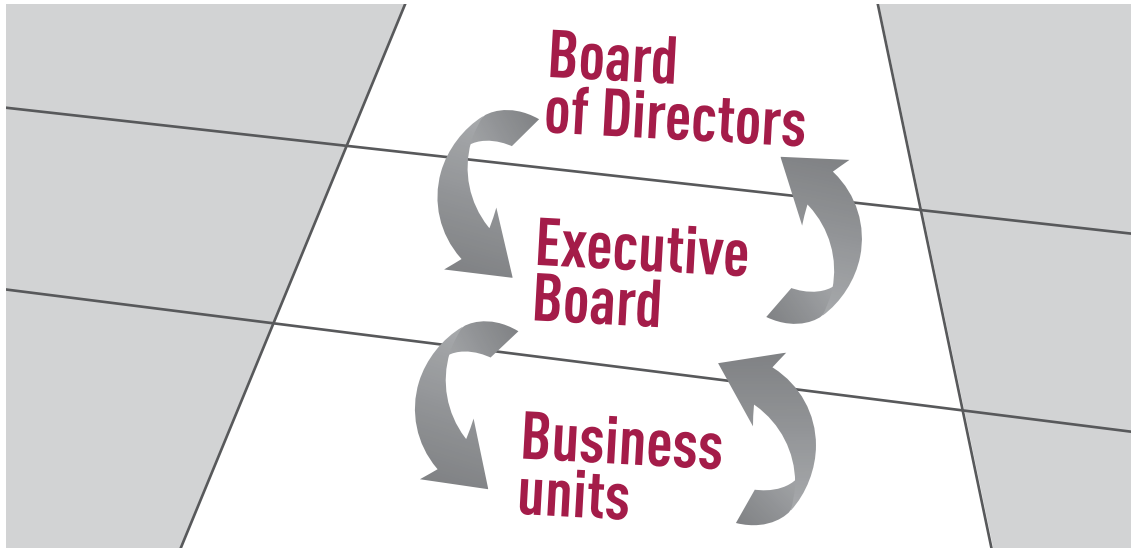 Board
of Directors
Executive
Board
Business
units